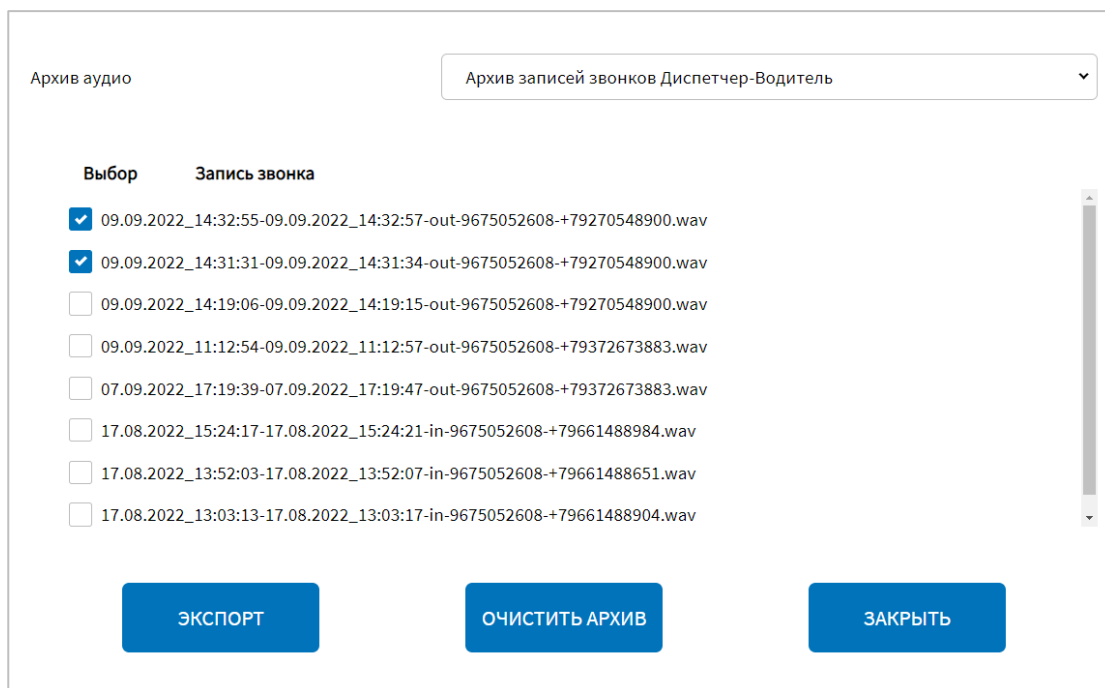 Архив аудио Архив записей звонков Диспетчер-Водитель
Выбор Запись звонка
09.09.2022_14:32:55-09.09.2022_14:32:57-out-9675052608-+79270548900.wav
09.09.2022_14:31:31-09.09.2022_14:31:34-out-9675052608-+79270548900.wav
09.09.2022_14:19:06-09.09.2022_14:19:15-out-9675052608-+79270548900.wav
09.09.2022_11:12:54-09.09.2022_11:12:57-out-9675052608-+79372673883.wav
07.09.2022_17:19:39-07.09.2022_17:19:47-out-9675052608-+79372673883.wav
17.08.2022_15:24:17-17.08.2022_15:24:21-in-9675052608-+79661488984.wav
17.08.2022_13:52:03-17.08.2022_13:52:07-in-9675052608-+79661488651.wav
17.08.2022_13:03:13-17.08.2022_13:03:17-in-9675052608-+79661488904.wav
ЭКСПОРТ ОЧИСТИТЬ АРХИВ ЗАКРЫТЬ